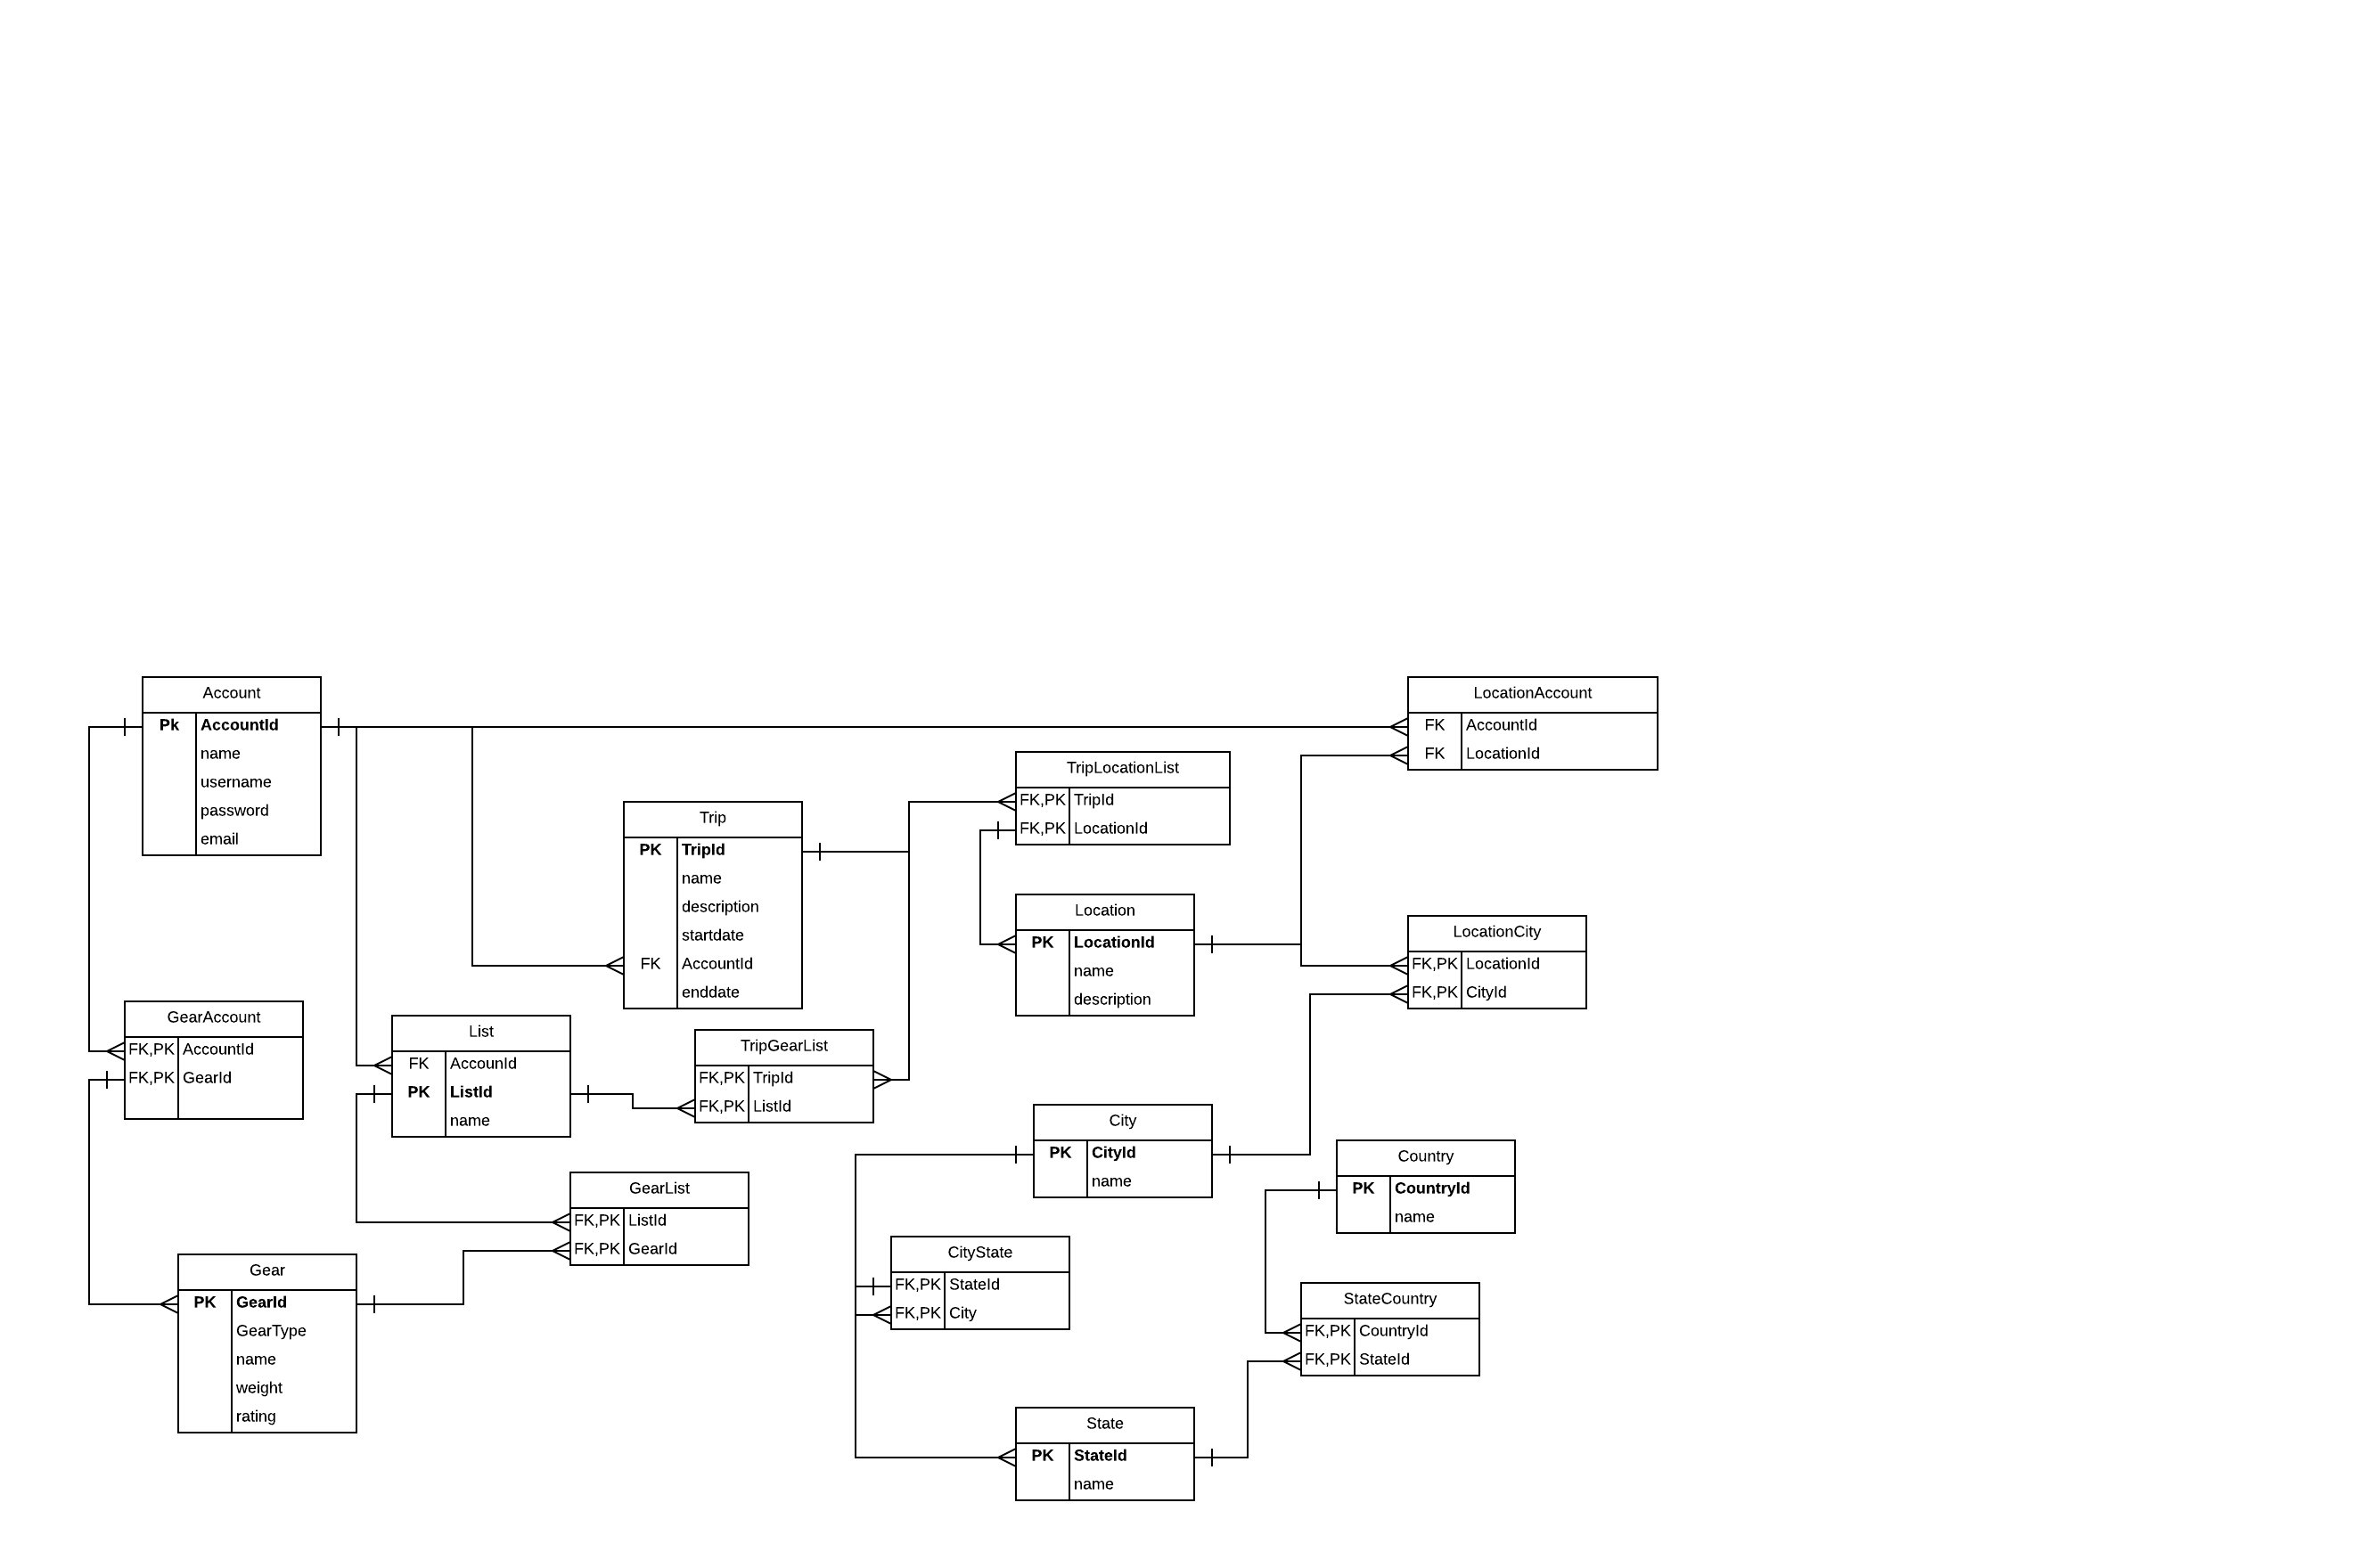 Account
Pk AccountId
name
username
password
email
LocationAccount
FK AccountId
FK LocationId
TripLocationList
FK,PK TripId
FK,PK LocationId
Trip
PK TripId
name
description
startdate
FK AccountId
enddate
Location
PK LocationId
name
description
LocationCity
FK,PK LocationId
FK,PK CityId
GearAccount
FK,PK AccountId
FK,PK GearId
List
FK AccounId
PK ListId
name
TripGearList
FK,PK TripId
FK,PK ListId
City
PK CityId
name
Country
PK CountryId
name
GearList
FK,PK ListId
FK,PK GearId
CityState
FK,PK StateId
FK,PK City
Gear
PK GearId
GearType
name
weight
rating
StateCountry
FK,PK CountryId
FK,PK StateId
State
PK StateId
name